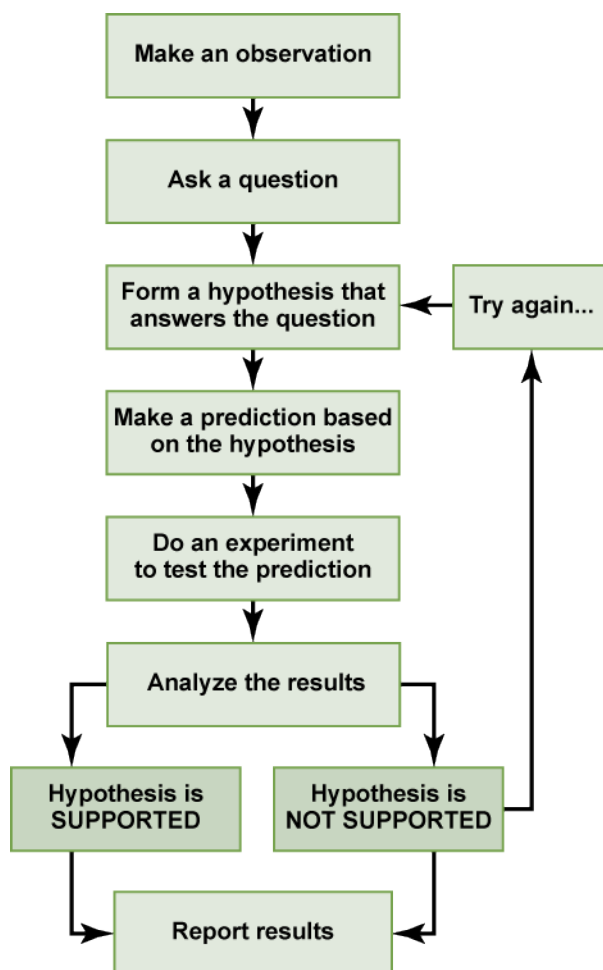 Make an observation
Ask a question
Form a hypothesis that
answers the question
Try again...
Make a prediction based
on the hypothesis
Do an experiment
to test the prediction
Analyze the results
Hypothesis is
SUPPORTED
Hypothesis is
NOT SUPPORTED
Report results